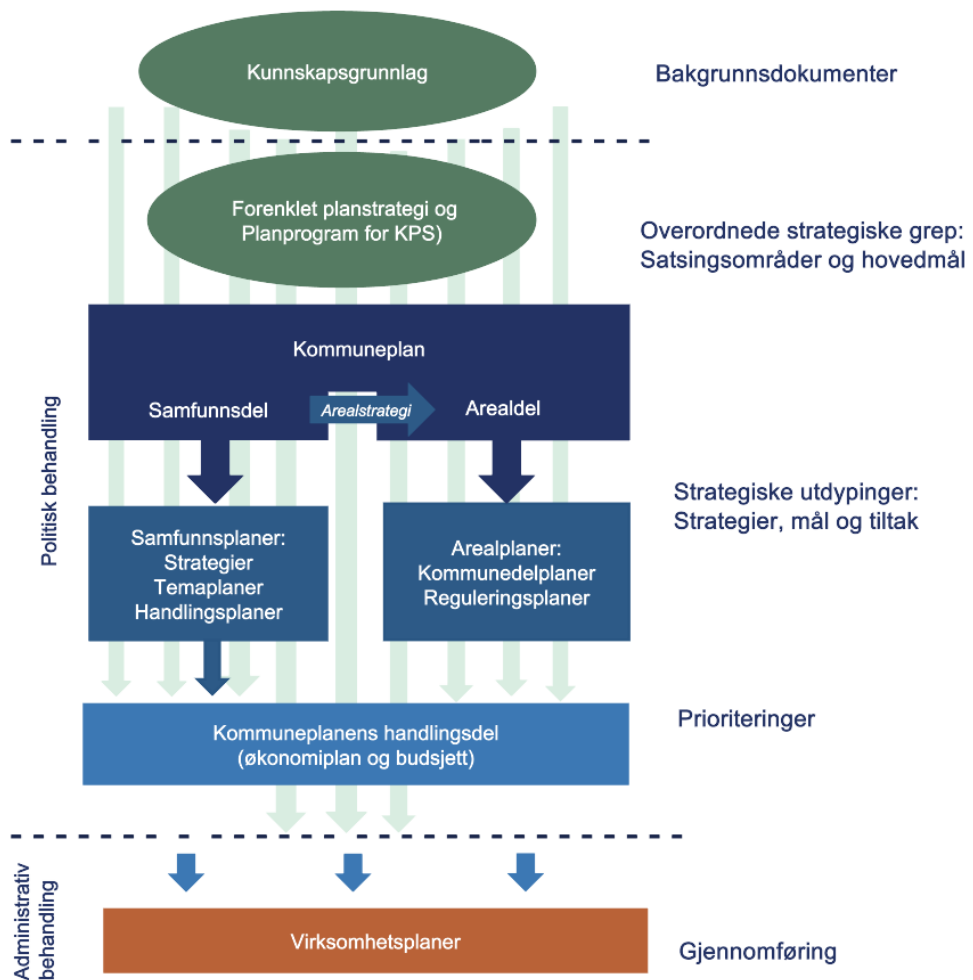 Kunnskapsgrunnlag
Bakgrunnsdokumenter
Forenklet planstrategi og
Planprogram for KPS)
Overordnede strategiske grep:
Satsingsområder og hovedmål
Politisk behandling
Kommuneplan
Samfunnsdel
Arealstrategi
Arealdel
Strategiske utdypinger:
Strategier, mål og tiltak
Samfunnsplaner:
Strategier
Temaplaner
Handlingsplaner
Arealplaner:
Kommunedelplaner
Reguleringsplaner
Kommuneplanens handlingsdel
(økonomiplan og budsjett)
Prioriteringer
Administrativ
behandling
Virksomhetsplaner
Gjennomføring